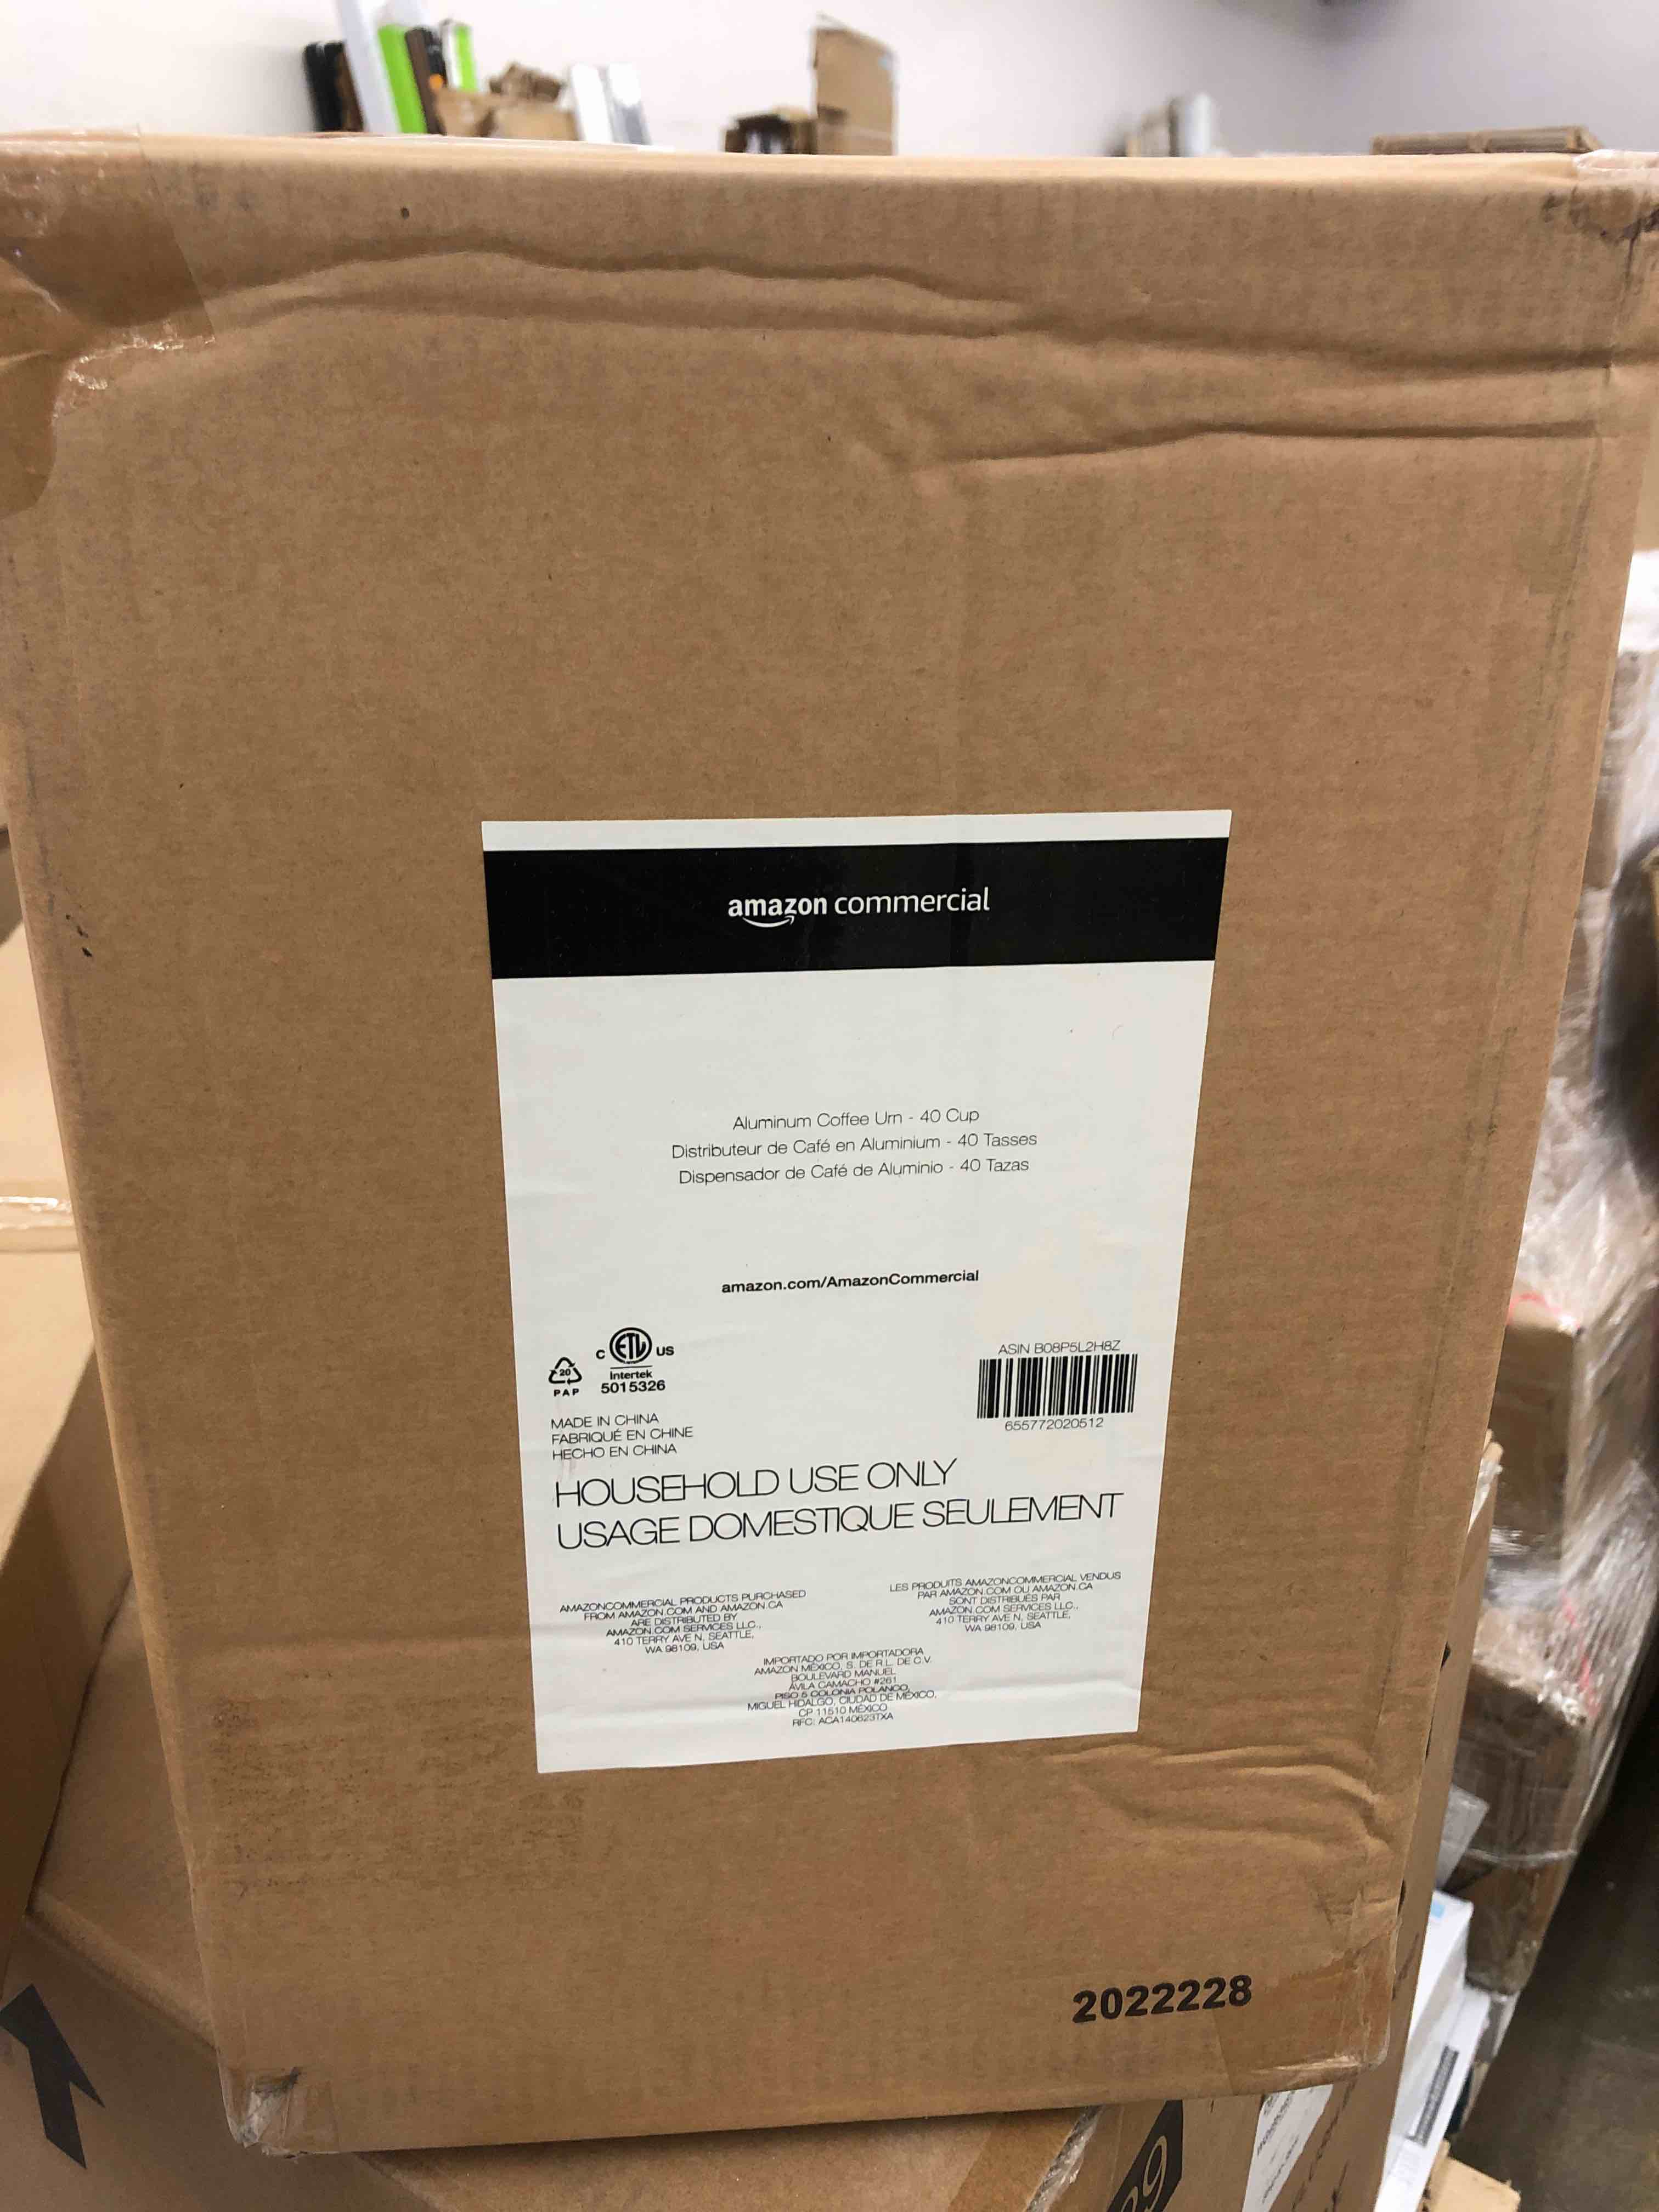 amazon commercial
Aluminum Coffee Urn - 40 Cup
Distributeur de Café en Aluminium - 40 Tasses
Dispensador de Café de Aluminio - 40 Tazas
amazon.com/AmazonCommercial
20
PAP
C ETL US
Intertek
5015326
ASIN B08P5L2H8Z
655772020512
MADE IN CHINA
FABRIQUÉ EN CHINE
HECHO EN CHINA
HOUSEHOLD USE ONLY
USAGE DOMESTIQUE SEULEMENT
AMAZONCOMMERCIAL PRODUCTS PURCHASED
FROM AMAZON.COM AND AMAZON.CA
ARE DISTRIBUTED BY
AMAZON.COM SERVICES LLC.,
410 TERRY AVE N, SEATTLE,
WA 98109, USA
LES PRODUITS AMAZONCOMMERCIAL VENDUS
PAR AMAZON.COM OU AMAZON.CA
SONT DISTRIBUÉS PAR
AMAZON.COM SERVICES LLC.,
410 TERRY AVE N, SEATTLE,
WA 98109, USA
IMPORTADO POR IMPORTADORA
AMAZON MÉXICO, S. DE R.L. DE C.V.
BOULEVARD MANUEL
ÁVILA CAMACHO #261
PISO 5 COLONIA POLANCO,
MIGUEL HIDALGO, CIUDAD DE MÉXICO,
CP 11510 MÉXICO
RFC: ACA140623TXA
2022228